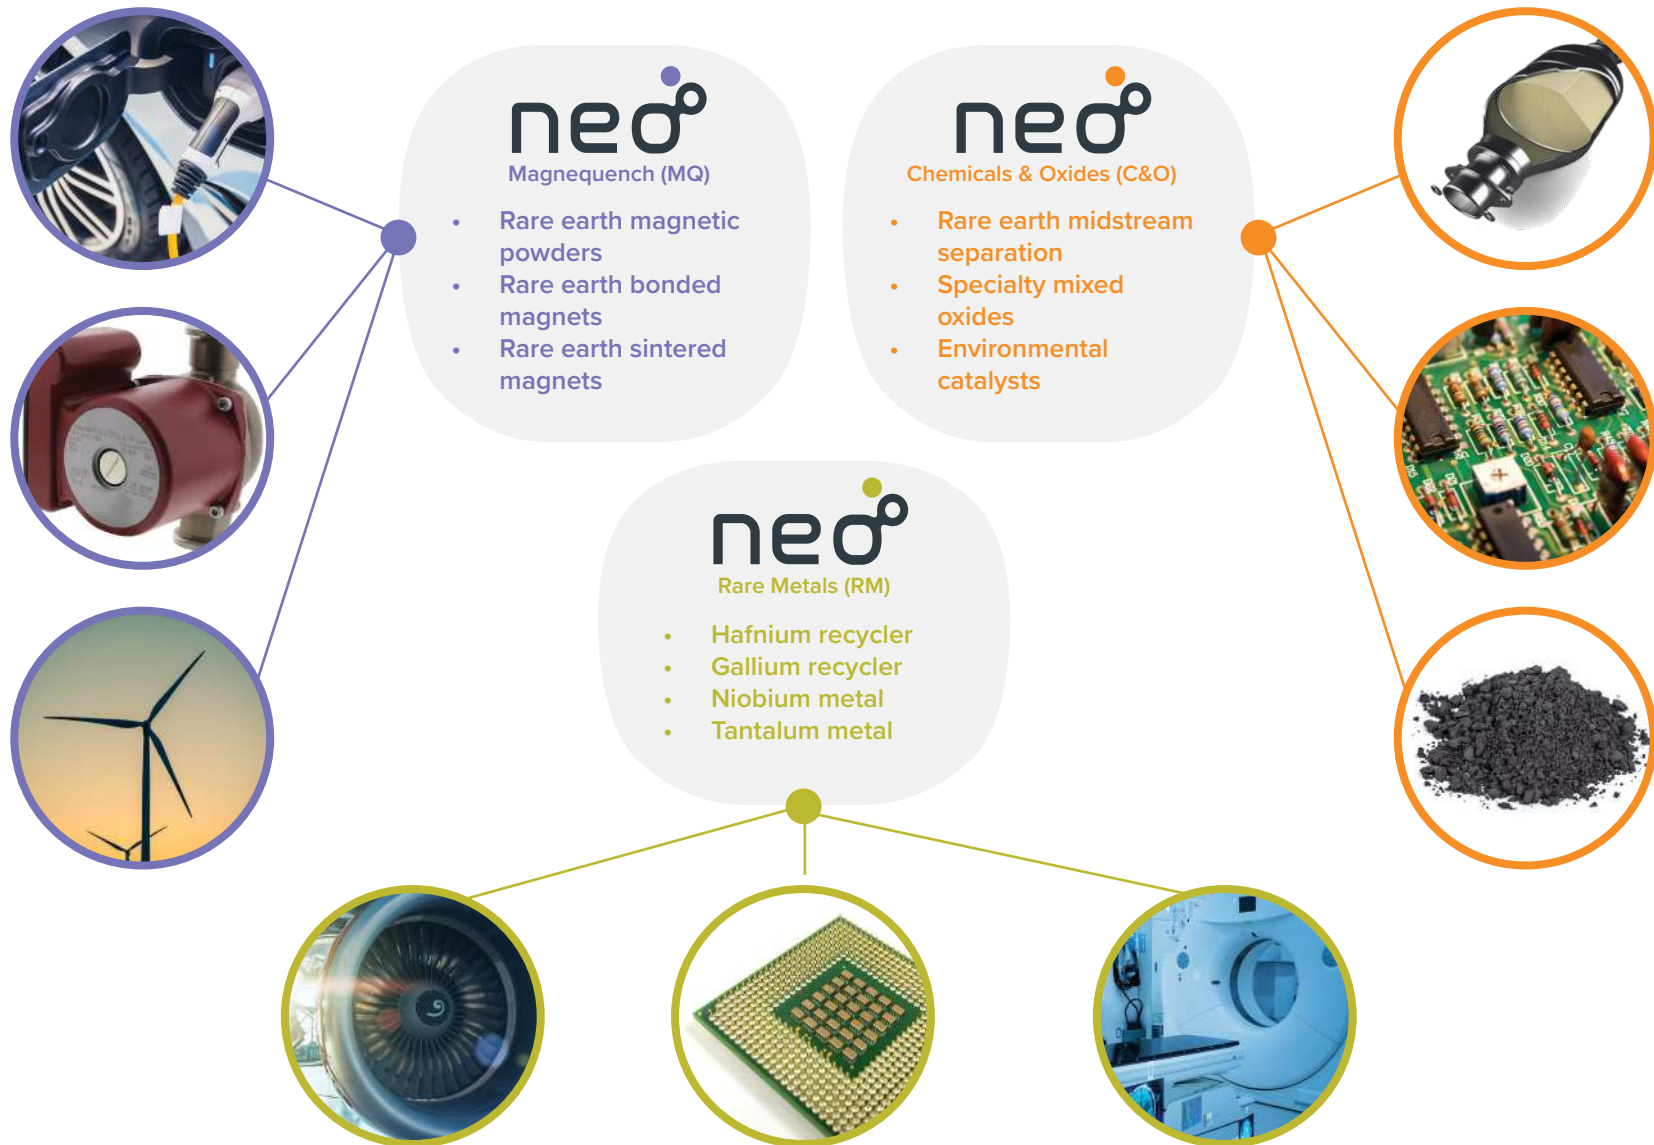 neo
Magnequench (MQ)
• Rare earth magnetic
powders
• Rare earth bonded
magnets
• Rare earth sintered
magnets
neo
Chemicals & Oxides (C&O)
• Rare earth midstream
separation
• Specialty mixed
oxides
• Environmental
catalysts
neo
Rare Metals (RM)
• Hafnium recycler
• Gallium recycler
• Niobium metal
• Tantalum metal